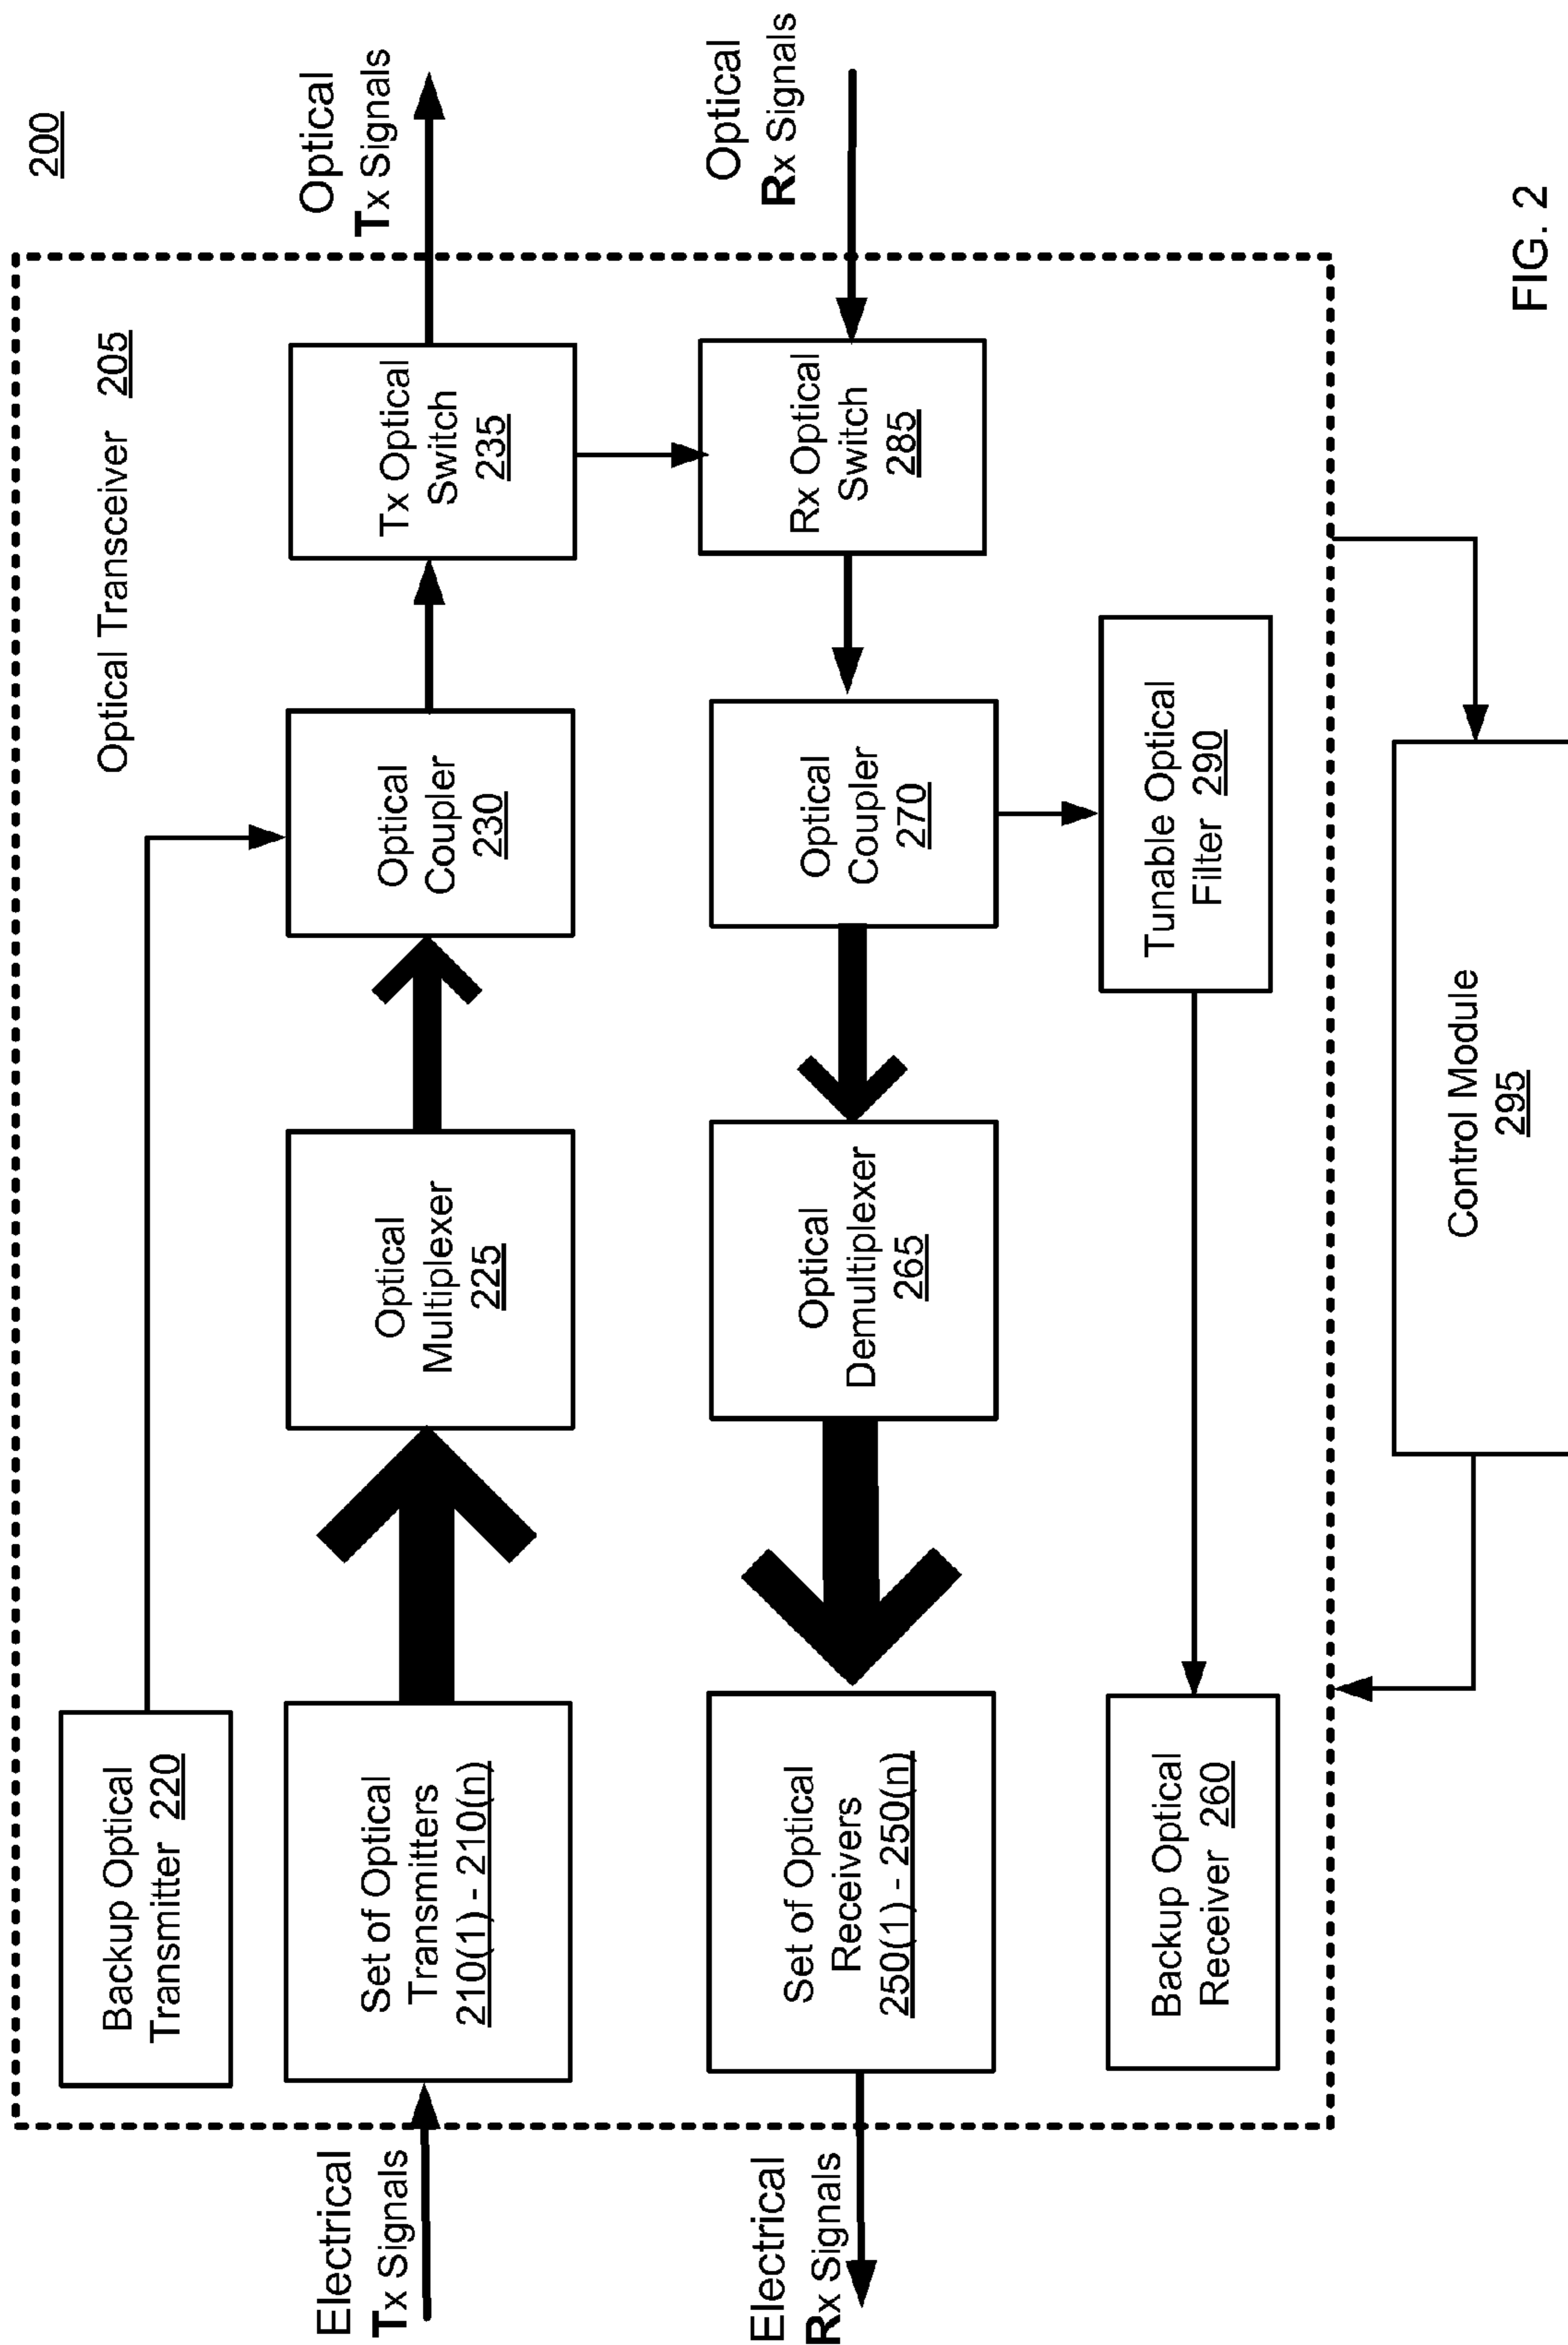 200
Optical Transceiver 205
Backup Optical
Transmitter 220
Electrical
Tx Signals
Set of Optical
Transmitters
210(1) - 210(n)
Optical
Multiplexer
225
Optical
Coupler
230
Tx Optical
Switch
235
Optical
Tx Signals
Electrical
Rx Signals
Set of Optical
Receivers
250(1) - 250(n)
Optical
Demultiplexer
265
Optical
Coupler
270
Rx Optical
Switch
285
Optical
Rx Signals
Backup Optical
Receiver 260
Tunable Optical
Filter 290
Control Module
295
FIG. 2